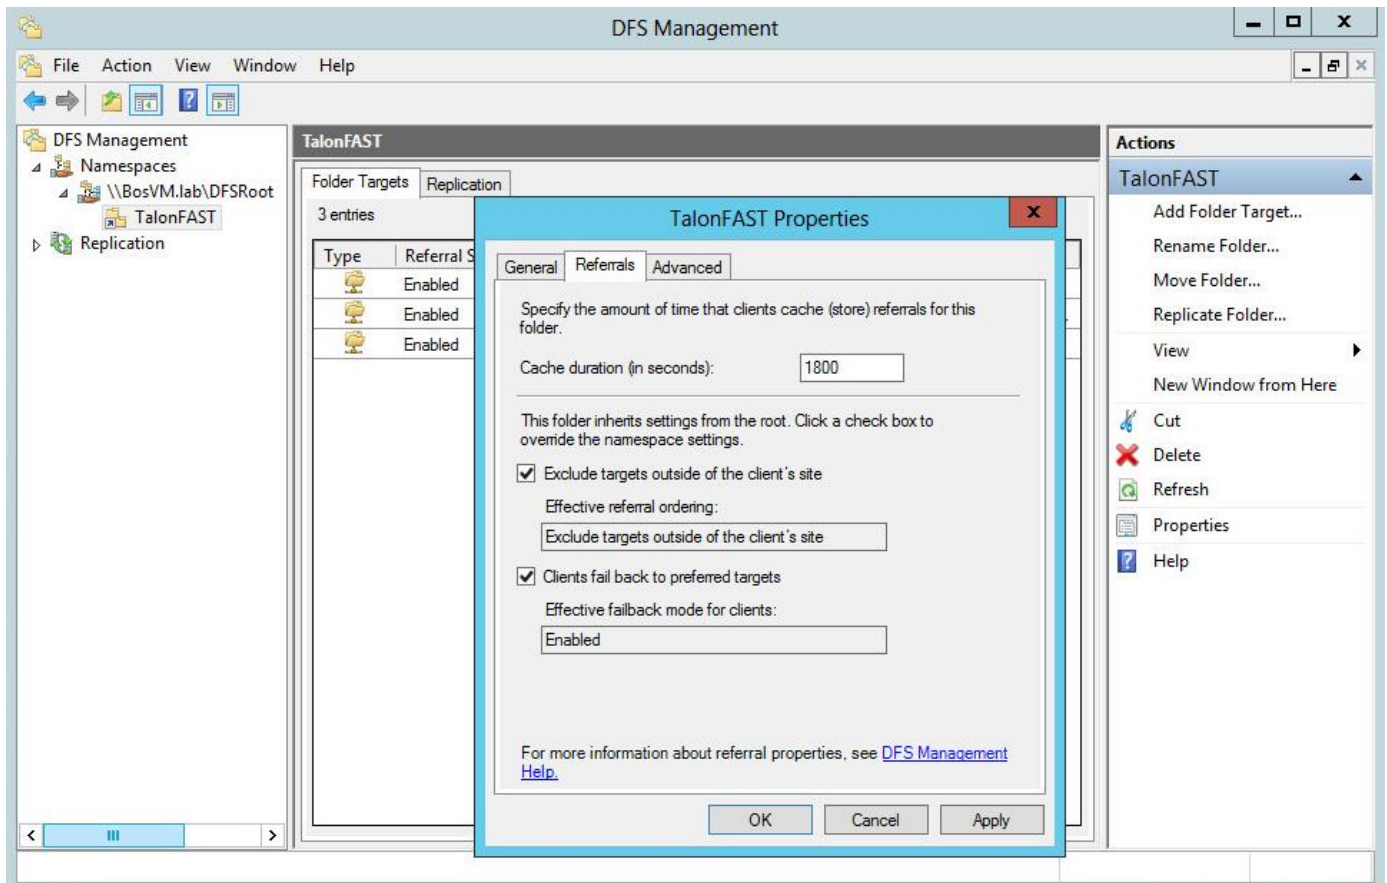 DFS Management
File Action View Window Help
DFS Management
Namespaces
\\BosVM.lab\DFSRoot
TalonFAST
Replication
TalonFAST
Folder Targets Replication
3 entries
Type Referral S
Enabled
Enabled
Enabled
TalonFAST Properties
General Referrals Advanced
Specify the amount of time that clients cache (store) referrals for this
folder.
Cache duration (in seconds): 1800
This folder inherits settings from the root. Click a check box to
override the namespace settings.
Exclude targets outside of the client's site
Effective referral ordering:
Exclude targets outside of the client's site
Clients fail back to preferred targets
Effective failback mode for clients:
Enabled
For more information about referral properties, see DFS Management
Help.
OK Cancel Apply
Actions
TalonFAST
Add Folder Target...
Rename Folder...
Move Folder...
Replicate Folder...
View
New Window from Here
Cut
Delete
Refresh
Properties
Help